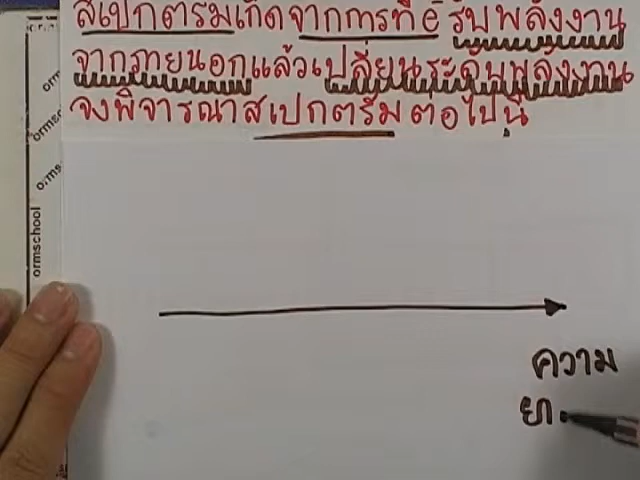 สเปกตรัมเกิดจากการที่ ē รับพลังงาน
จากภายนอกแล้วเปลี่ยนระดับพลังงาน
จงพิจารณาสเปกตรัมต่อไปนี้
ormschool
ความ
ยา